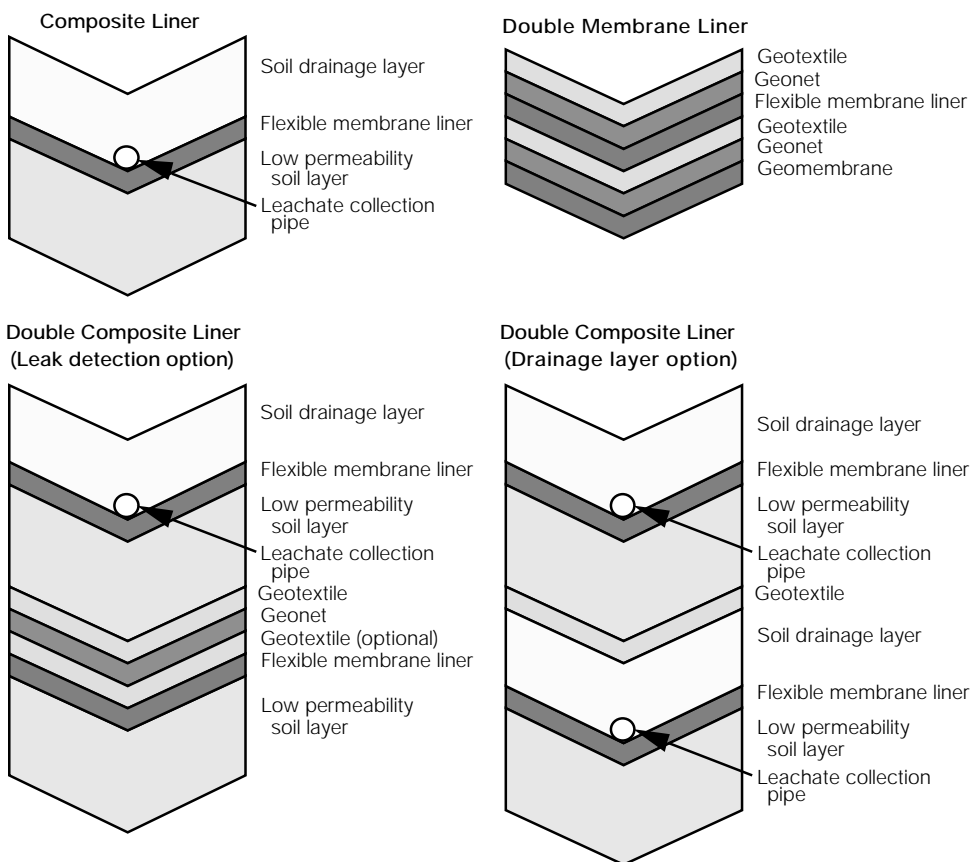 Composite Liner
Soil drainage layer
Flexible membrane liner
Low permeability
soil layer
Leachate collection
pipe
Double Membrane Liner
Geotextile
Geonet
Flexible membrane liner
Geotextile
Geonet
Geomembrane
Double Composite Liner
(Leak detection option)
Soil drainage layer
Flexible membrane liner
Low permeability
soil layer
Leachate collection
pipe
Geotextile
Geonet
Geotextile (optional)
Flexible membrane liner
Low permeability
soil layer
Double Composite Liner
(Drainage layer option)
Soil drainage layer
Flexible membrane liner
Low permeability
soil layer
Leachate collection
pipe
Geotextile
Soil drainage layer
Flexible membrane liner
Low permeability
soil layer
Leachate collection
pipe